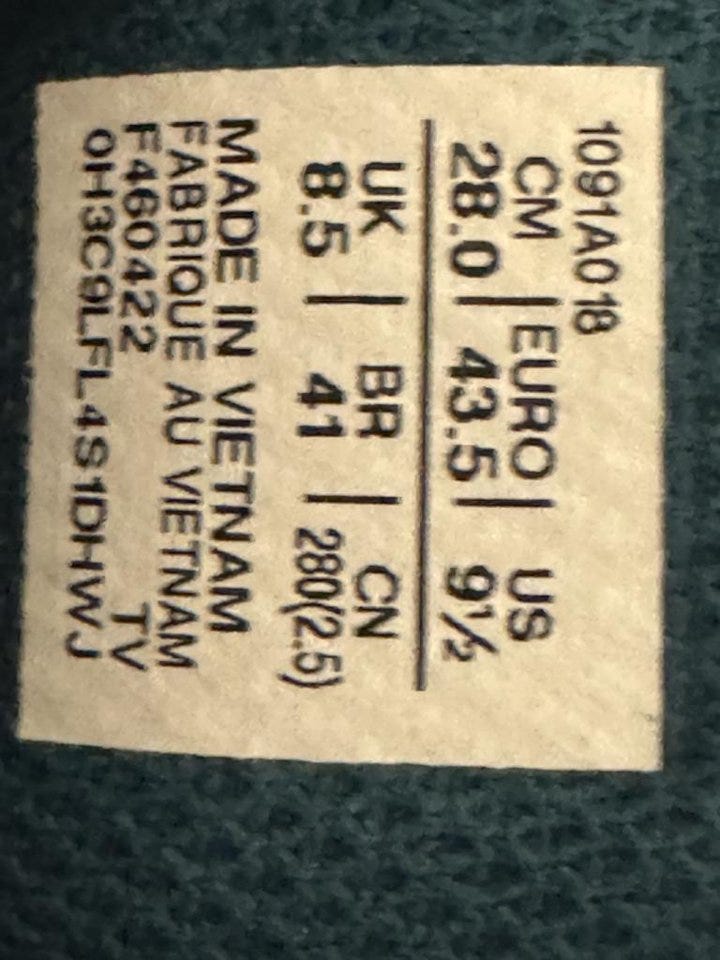 1091A018
CM | EURO | US
28.0 | 43.5 | 9½
UK | BR | CN
8.5 | 41 | 280(2.5)
MADE IN VIETNAM
FABRIQUE AU VIETNAM
F460422 TV
0H3C9LFL4S1DHWJ